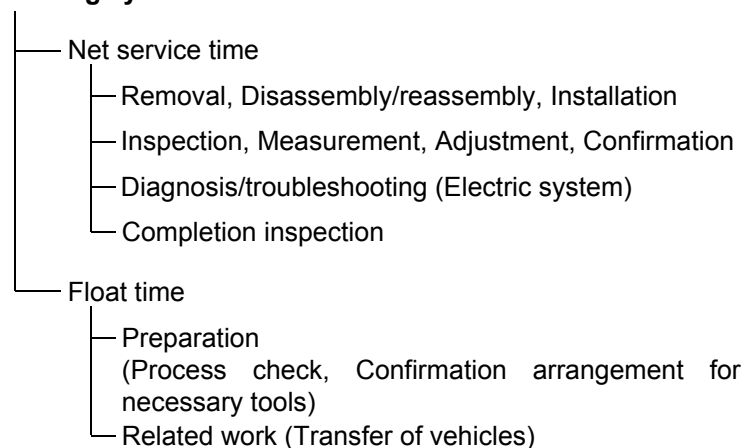 Net service time
Removal, Disassembly/reassembly, Installation
Inspection, Measurement, Adjustment, Confirmation
Diagnosis/troubleshooting (Electric system)
Completion inspection
Float time
Preparation
(Process check, Confirmation arrangement for
necessary tools)
Related work (Transfer of vehicles)